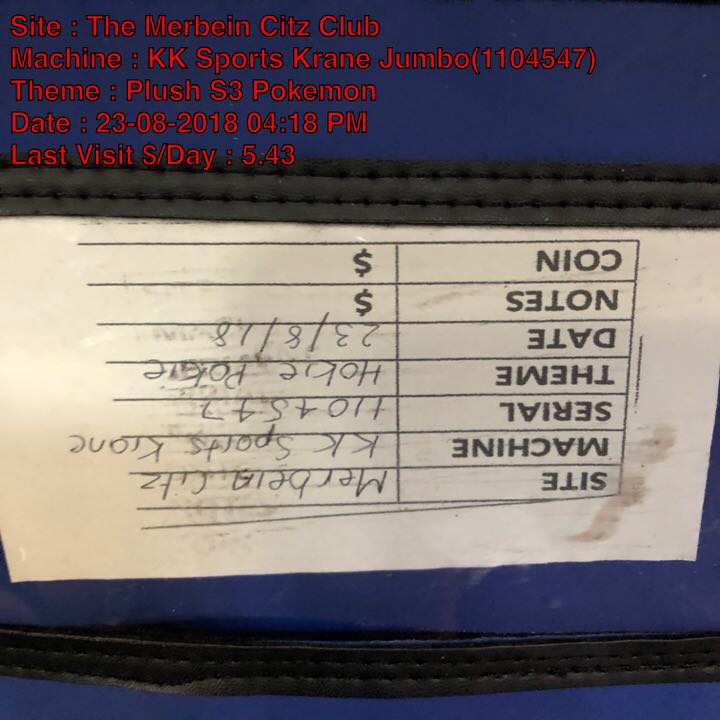 Site : The Merbein Citz Club
Machine : KK Sports Krane Jumbo(1104547)
Theme : Plush S3 Pokemon
Date : 23-08-2018 04:18 PM
Last Visit $/Day : 5.43
SITE Merbein Citz
MACHINE KK Sports Krane
SERIAL 1104547
THEME Hokie Pokie
DATE 23/8/18
NOTES $
COIN $